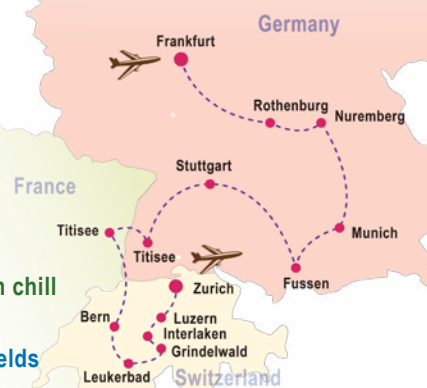 Germany
Frankfurt
Rothenburg
Nuremberg
Stuttgart
France
Titisee
Munich
Titisee
n chill
Fussen
Zurich
Bern
Luzern
Interlaken
elds
Grindelwald
Leukerbad
Switzerland